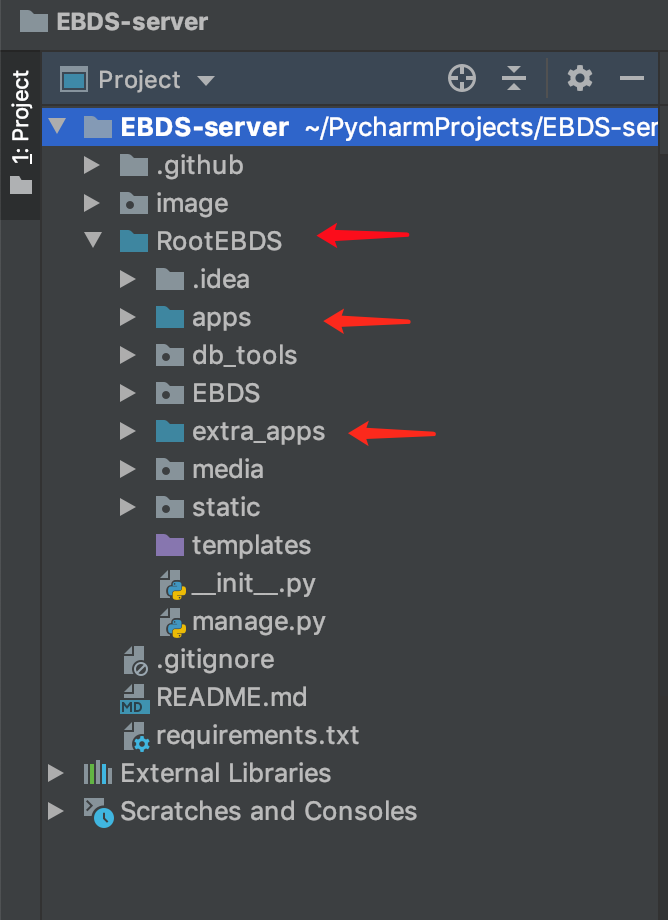 EBDS-server
1: Project
Project
EBDS-server ~/PycharmProjects/EBDS-ser
.github
image
RootEBDS
.idea
apps
db_tools
EBDS
extra_apps
media
static
templates
__init__.py
manage.py
.gitignore
MD README.md
requirements.txt
External Libraries
Scratches and Consoles